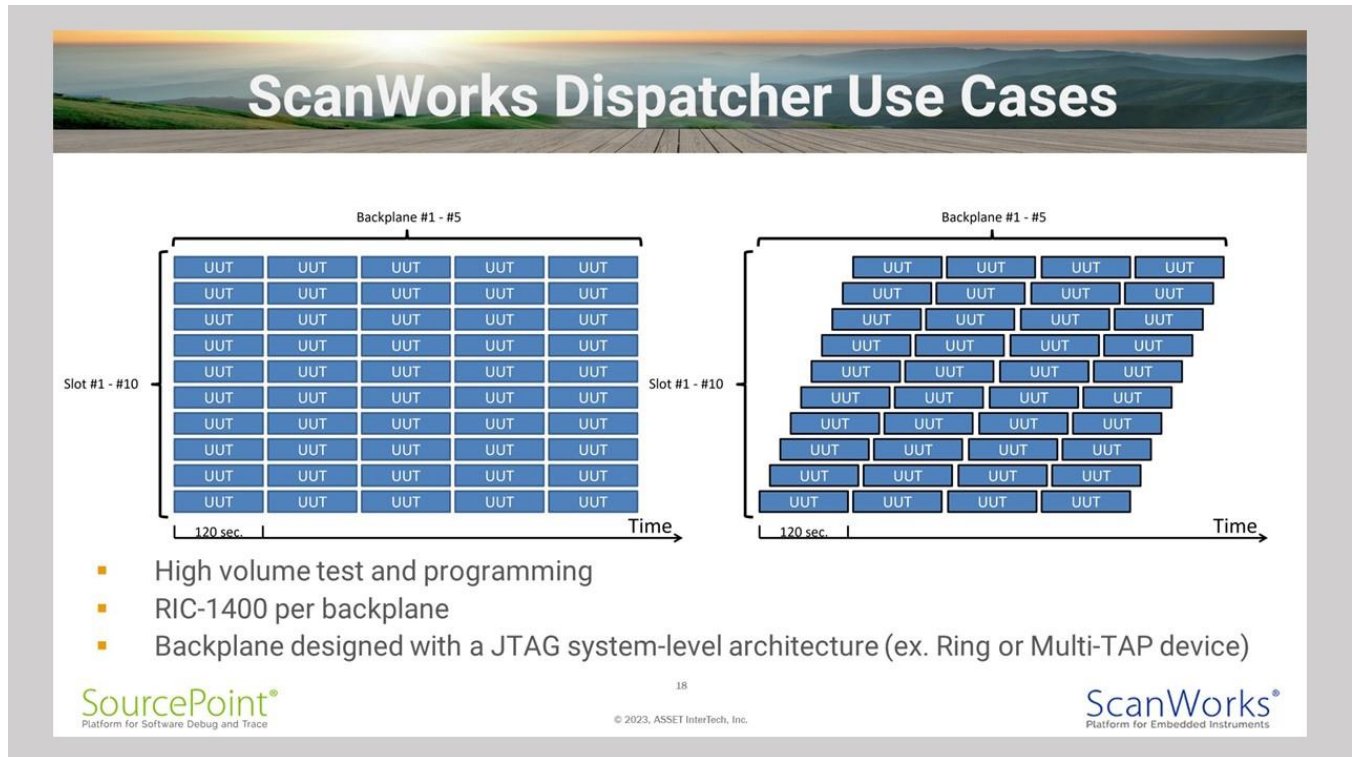 ScanWorks Dispatcher Use Cases
Backplane #1 - #5
UUT UUT UUT UUT UUT
UUT UUT UUT UUT UUT
UUT UUT UUT UUT UUT
UUT UUT UUT UUT UUT
Slot #1 - #10
UUT UUT UUT UUT UUT
UUT UUT UUT UUT UUT
UUT UUT UUT UUT UUT
UUT UUT UUT UUT UUT
UUT UUT UUT UUT UUT
UUT UUT UUT UUT UUT
120 sec.
Time
Backplane #1 - #5
UUT UUT UUT UUT
UUT UUT UUT UUT
UUT UUT UUT UUT
UUT UUT UUT UUT
Slot #1 - #10
UUT UUT UUT UUT
UUT UUT UUT UUT
UUT UUT UUT UUT
UUT UUT UUT UUT
UUT UUT UUT UUT
UUT UUT UUT UUT
120 sec.
Time
▪ High volume test and programming
▪ RIC-1400 per backplane
▪ Backplane designed with a JTAG system-level architecture (ex. Ring or Multi-TAP device)
SourcePoint®
Platform for Software Debug and Trace
18
© 2023, ASSET InterTech, Inc.
ScanWorks®
Platform for Embedded Instruments